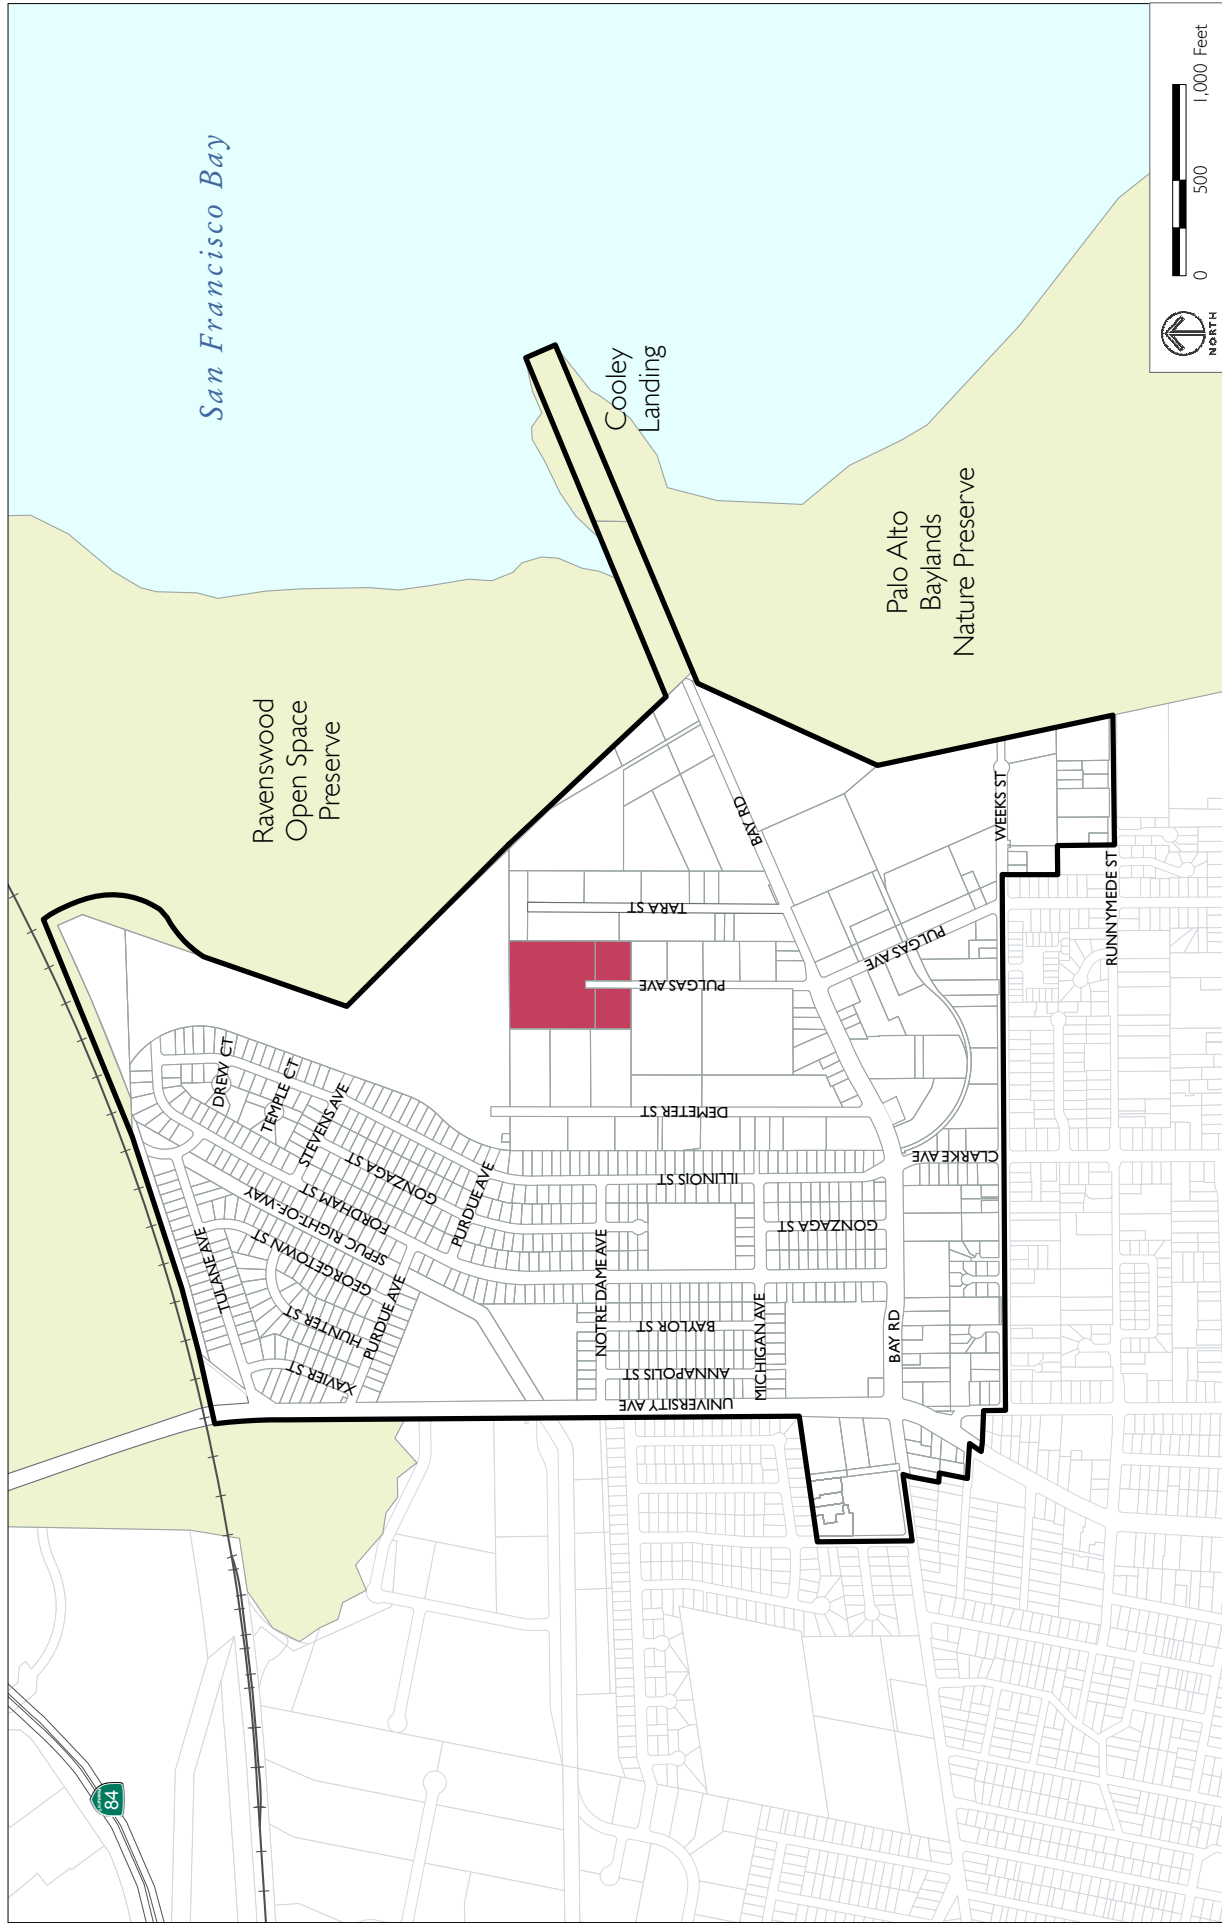 San Francisco Bay
Ravenswood
Open Space
Preserve
Cooley
Landing
Palo Alto
Baylands
Nature Preserve
84
DREW CT
TEMPLE CT
STEVENS AVE
GONZAGA ST
FORDHAM ST
SFPUC RIGHT-OF-WAY
GEORGETOWN ST
TULANE AVE
HUNTER ST
XAVIER ST
PURDUE AVE
PURDUE AVE
NOTRE DAME AVE
ILLINOIS ST
GONZAGA ST
BAYLOR ST
ANNAPOLIS ST
UNIVERSITY AVE
MICHIGAN AVE
DEMETER ST
PULGAS AVE
TARA ST
BAY RD
BAY RD
PULGAS AVE
CLARKE AVE
WEEKS ST
RUNNYMEDE ST
NORTH
0 500 1,000 Feet